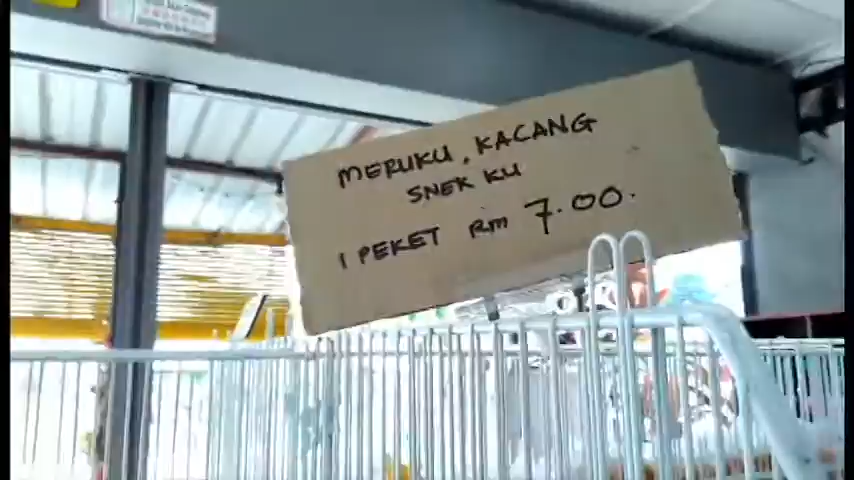 MERUKU, KACANG
SNEK KU
1 PEKET RM 7.00.